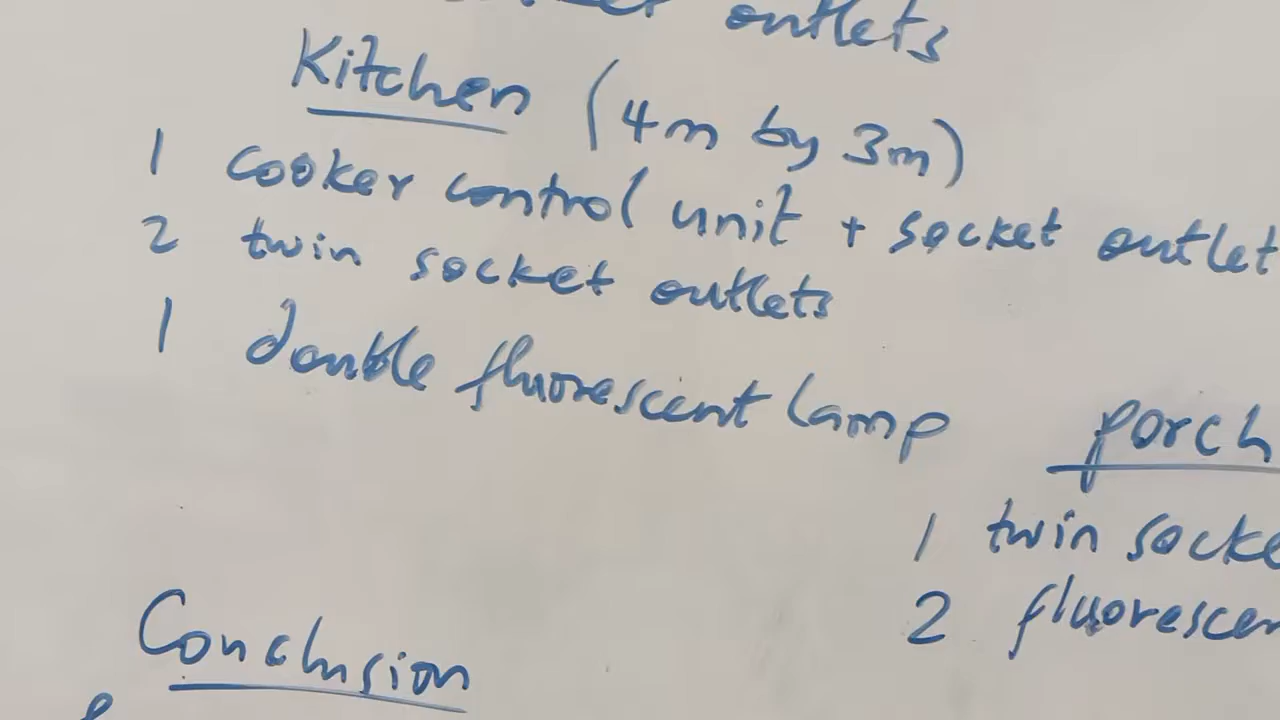 outlets
Kitchen (4m by 3m)
1 cooker control unit + socket outlet
2 twin socket outlets
1 double fluorescent lamp
porch
1 twin socke
2 fluorescen
Conclusion